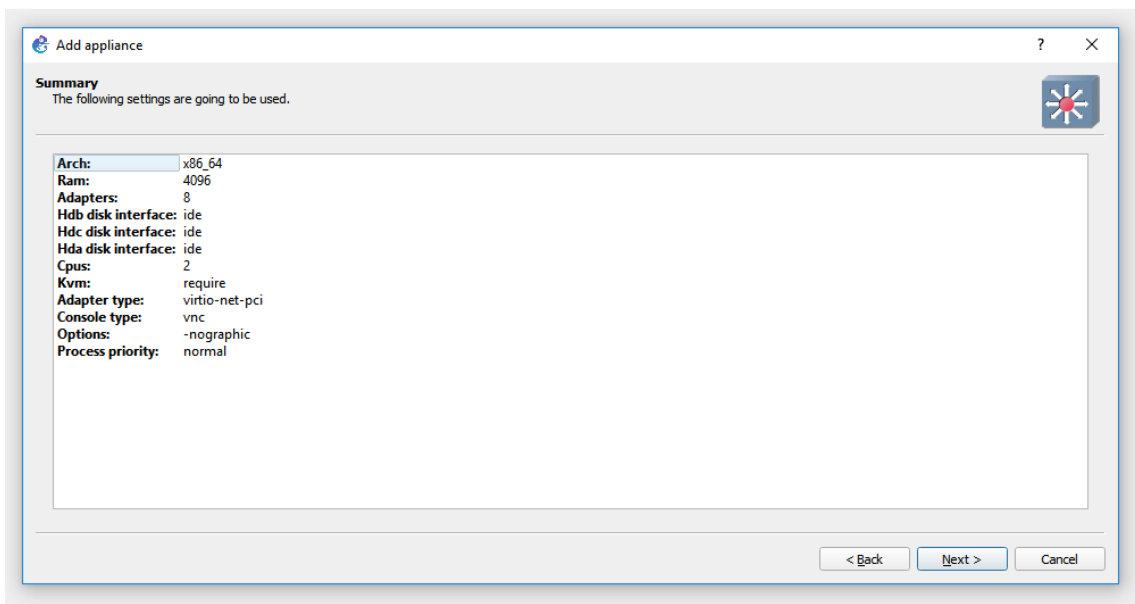 Add appliance
?
Summary
The following settings are going to be used.
Arch: x86_64
Ram: 4096
Adapters: 8
Hdb disk interface: ide
Hdc disk interface: ide
Hda disk interface: ide
Cpus: 2
Kvm: require
Adapter type: virtio-net-pci
Console type: vnc
Options: -nographic
Process priority: normal
< Back Next > Cancel